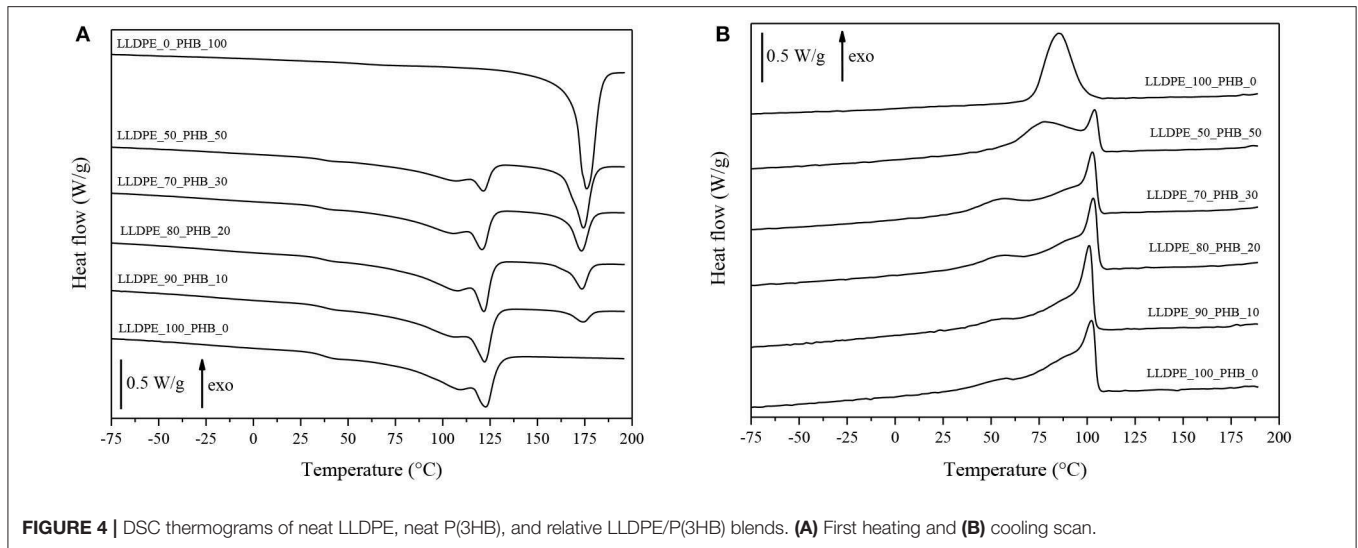 A
LLDPE_0_PHB_100
LLDPE_50_PHB_50
LLDPE_70_PHB_30
LLDPE_80_PHB_20
LLDPE_90_PHB_10
LLDPE_100_PHB_0
0.5 W/g
exo
Heat flow (W/g)
-75 -50 -25 0 25 50 75 100 125 150 175 200
Temperature (°C)
B
0.5 W/g
exo
LLDPE_100_PHB_0
LLDPE_50_PHB_50
LLDPE_70_PHB_30
LLDPE_80_PHB_20
LLDPE_90_PHB_10
LLDPE_100_PHB_0
Heat flow (W/g)
-75 -50 -25 0 25 50 75 100 125 150 175 200
Temperature (°C)
FIGURE 4 | DSC thermograms of neat LLDPE, neat P(3HB), and relative LLDPE/P(3HB) blends. (A) First heating and (B) cooling scan.